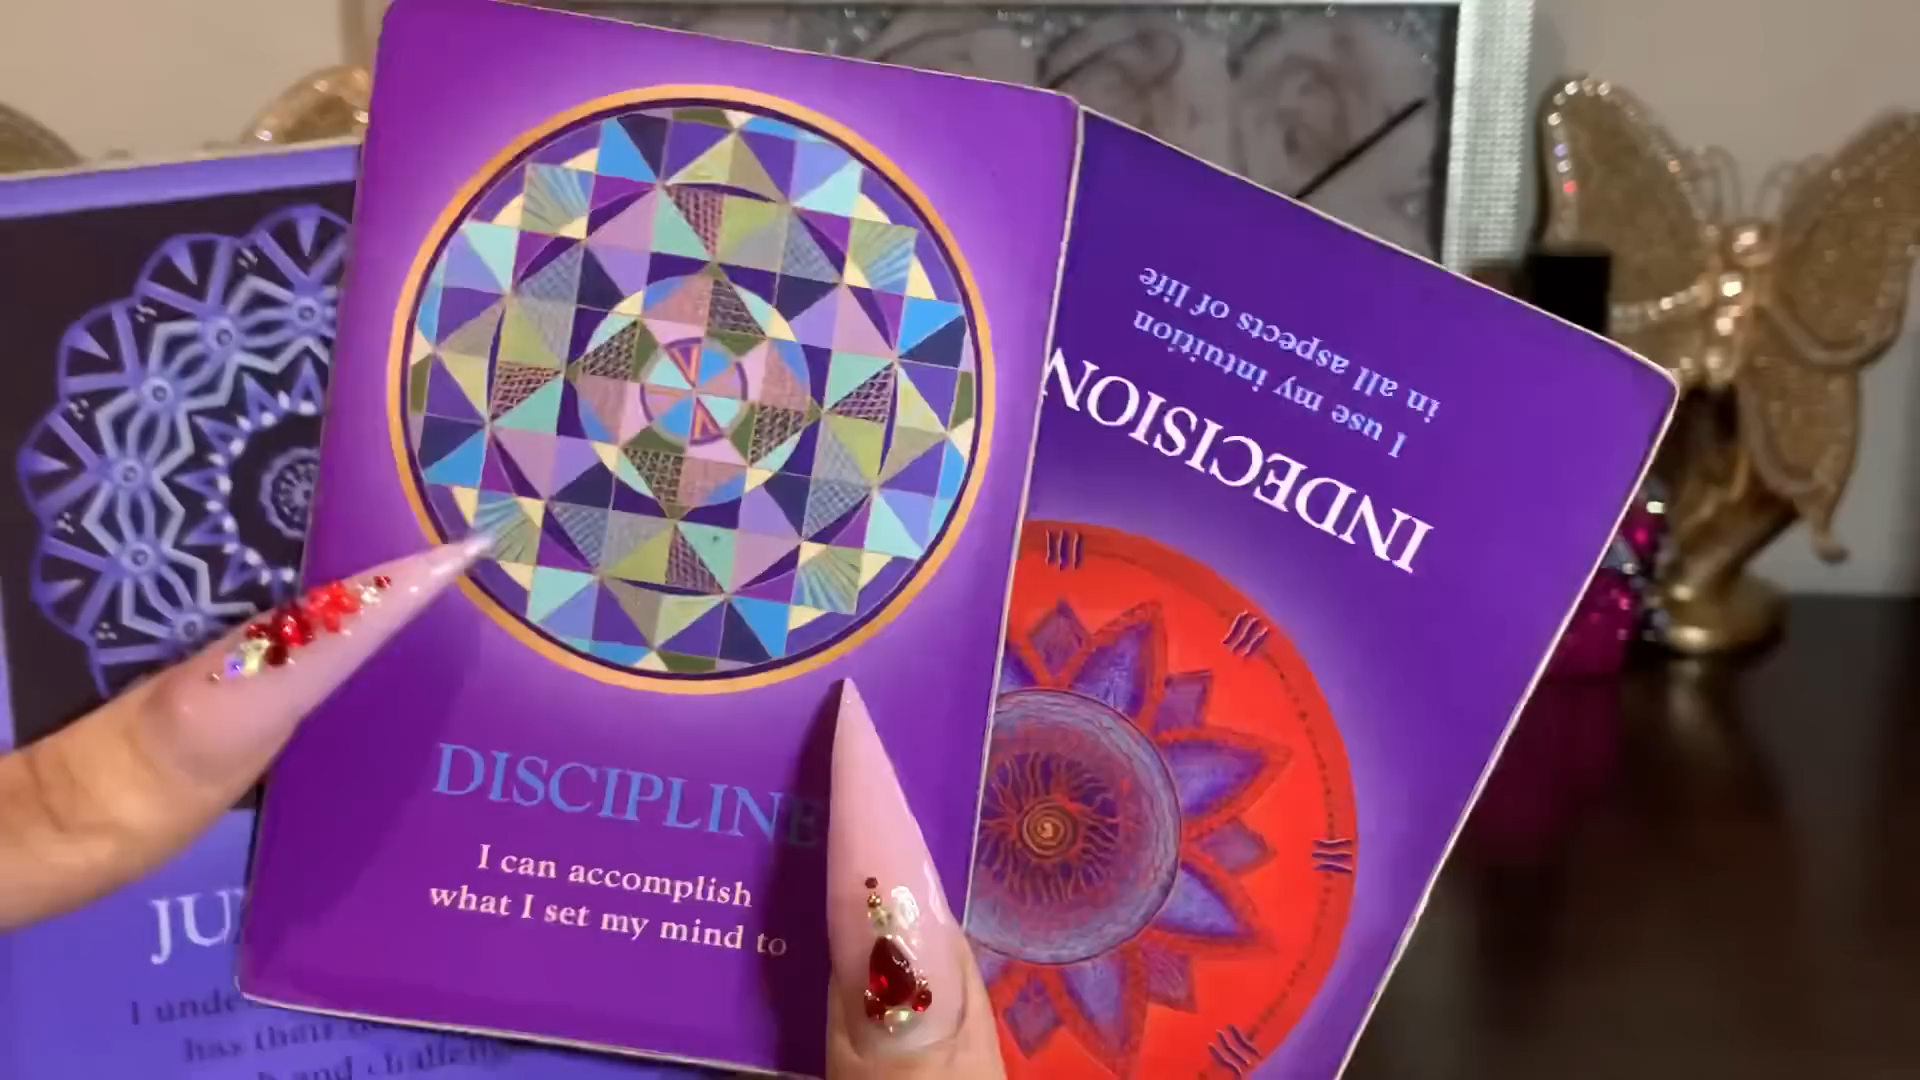 DISCIPLINE
I can accomplish
what I set my mind to
INDECISION
I use my intuition
in all aspects of life